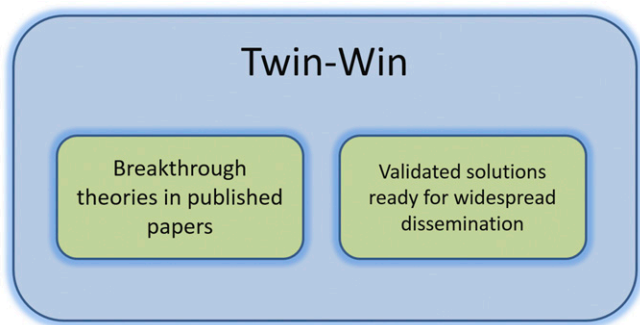 Twin-Win
Breakthrough
theories in published
papers
Validated solutions
ready for widespread
dissemination